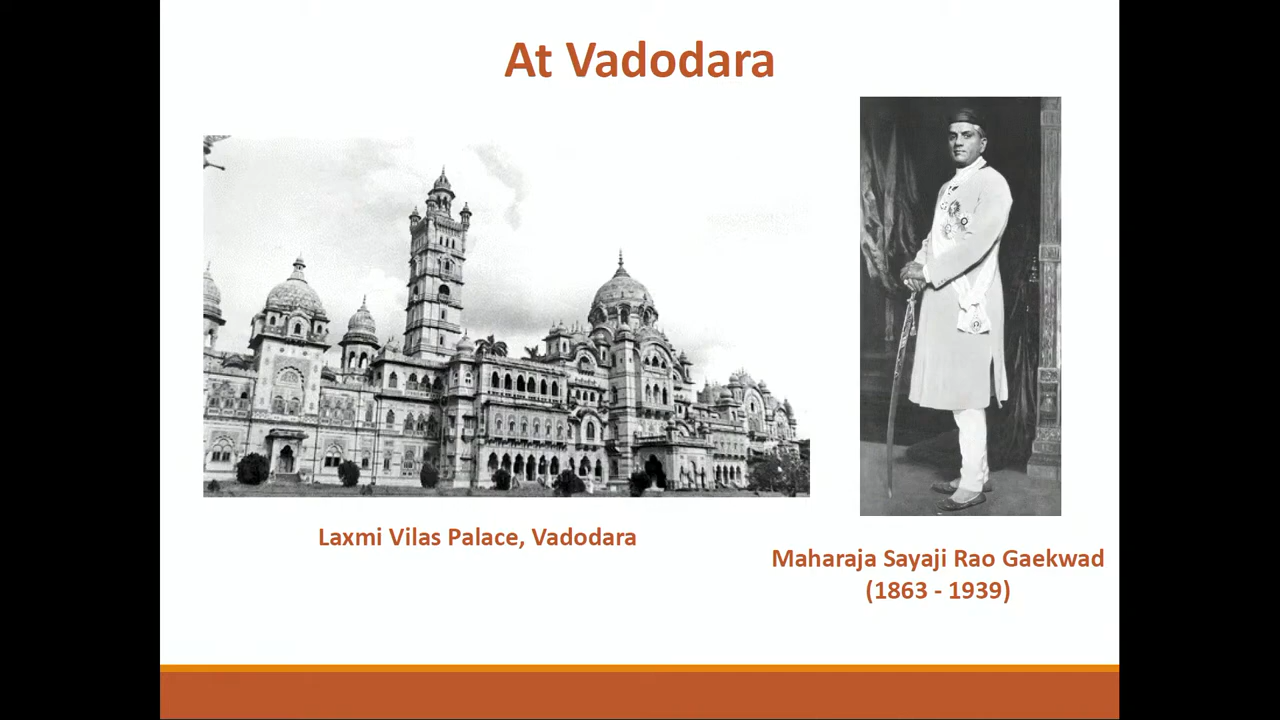 At Vadodara
Laxmi Vilas Palace, Vadodara
Maharaja Sayaji Rao Gaekwad
(1863 - 1939)